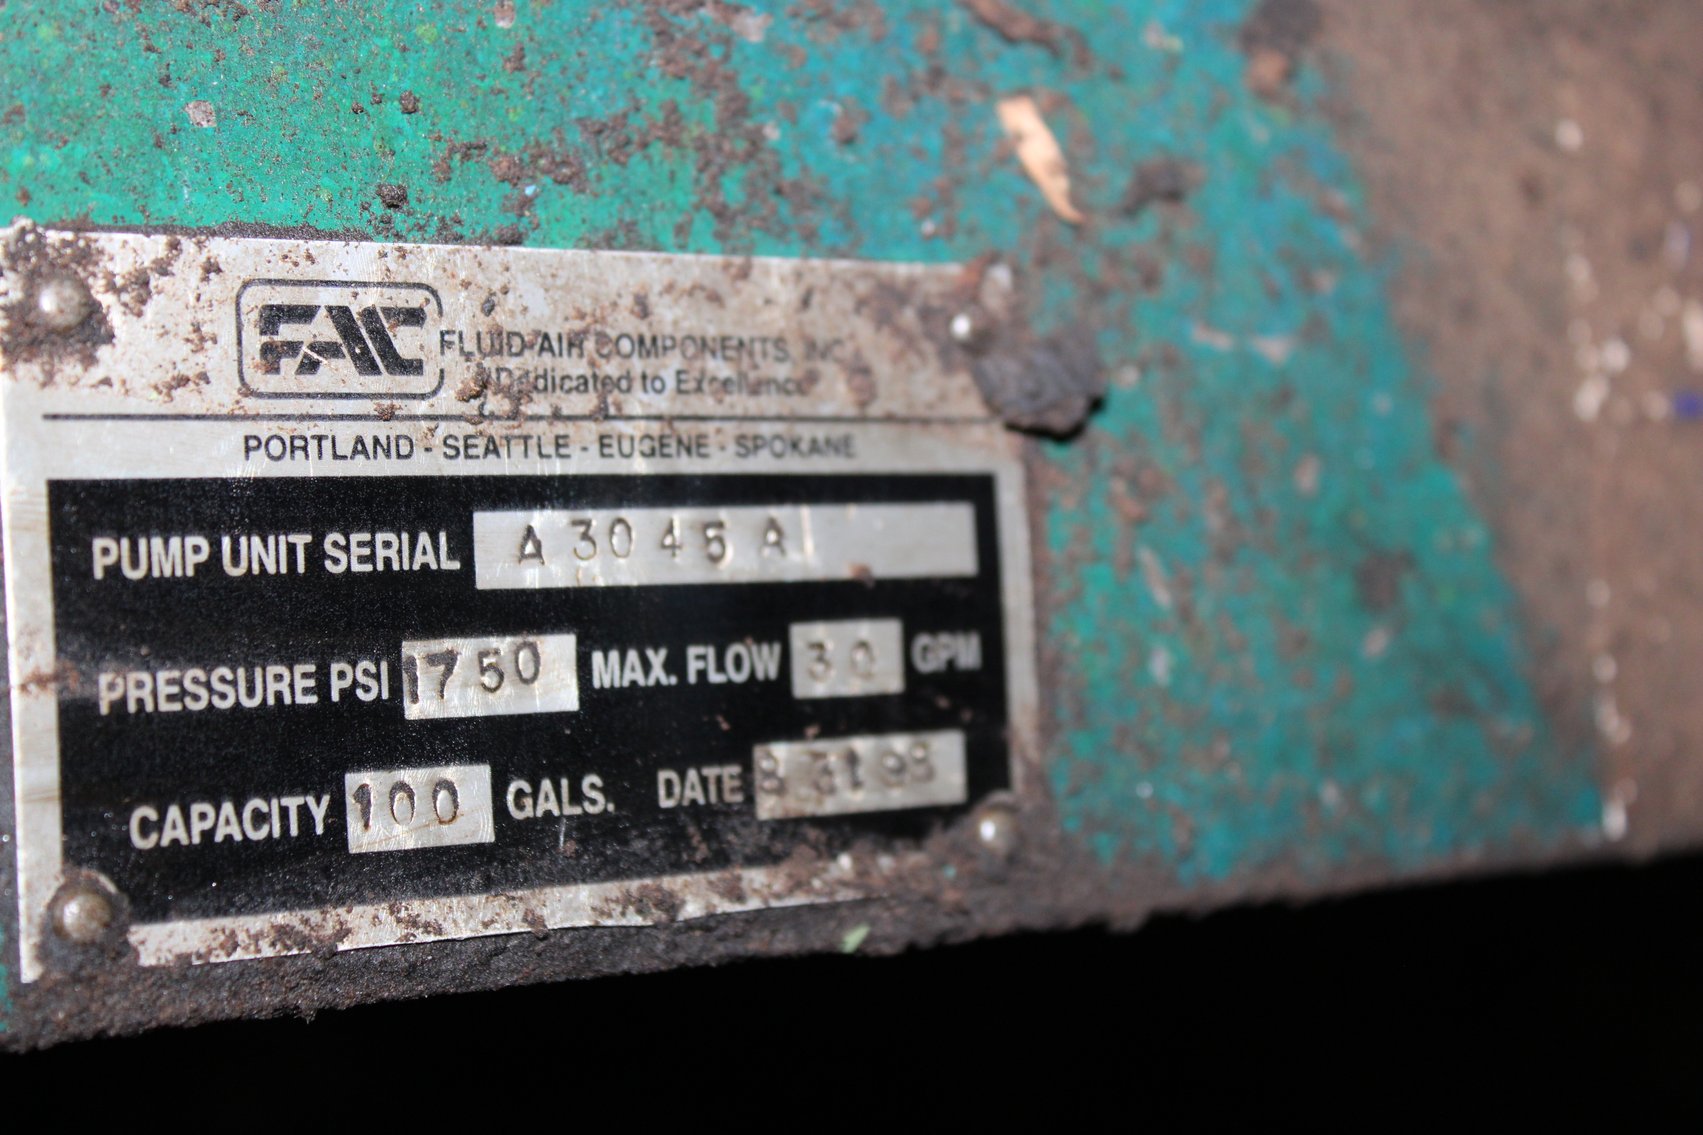 FAC
FLUID-AIR COMPONENTS, INC
"Dedicated to Excellence"
PORTLAND - SEATTLE - EUGENE - SPOKANE
PUMP UNIT SERIAL A3045A
PRESSURE PSI 1750 MAX. FLOW 30 GPM
CAPACITY 100 GALS. DATE